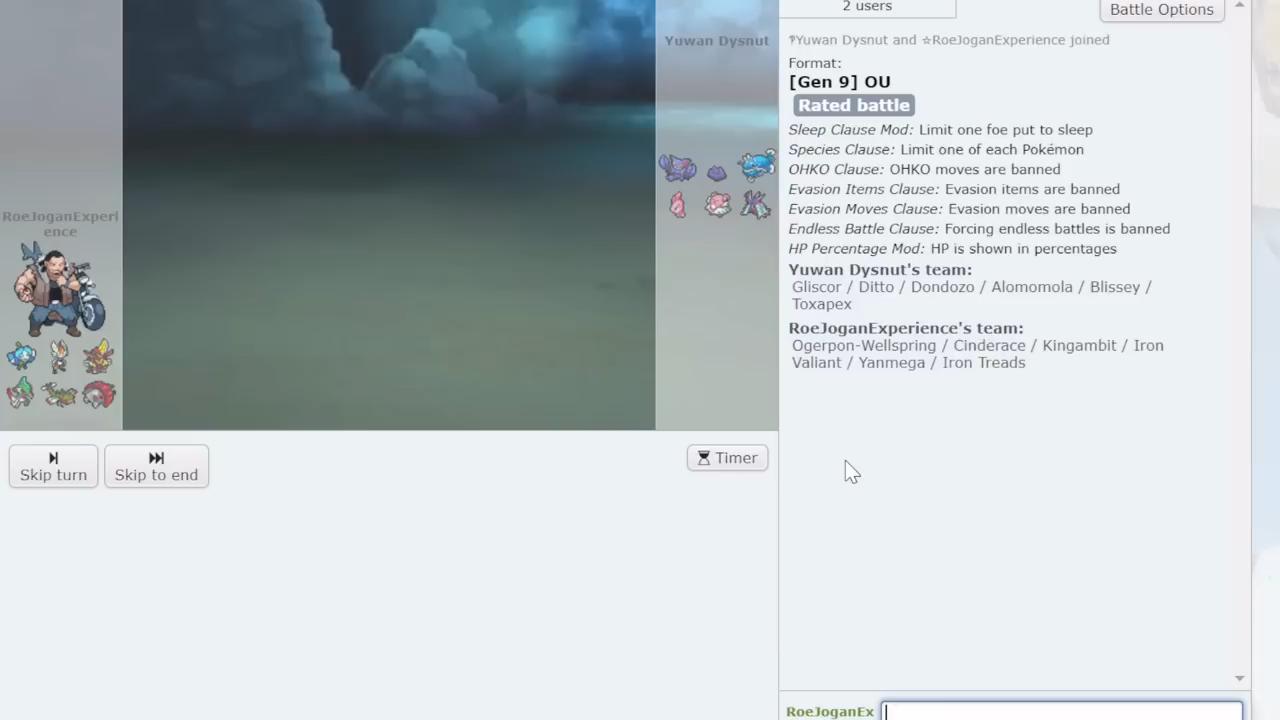 2 users
Battle Options
‽Yuwan Dysnut and ☆RoeJoganExperience joined
Format:
[Gen 9] OU
Rated battle
Sleep Clause Mod: Limit one foe put to sleep
Species Clause: Limit one of each Pokémon
OHKO Clause: OHKO moves are banned
Evasion Items Clause: Evasion items are banned
Evasion Moves Clause: Evasion moves are banned
Endless Battle Clause: Forcing endless battles is banned
HP Percentage Mod: HP is shown in percentages
Yuwan Dysnut's team:
Gliscor / Ditto / Dondozo / Alomomola / Blissey /
Toxapex
RoeJoganExperience's team:
Ogerpon-Wellspring / Cinderace / Kingambit / Iron
Valiant / Yanmega / Iron Treads
Yuwan Dysnut
RoeJoganExperi
ence
Skip turn
Skip to end
Timer
RoeJoganEx